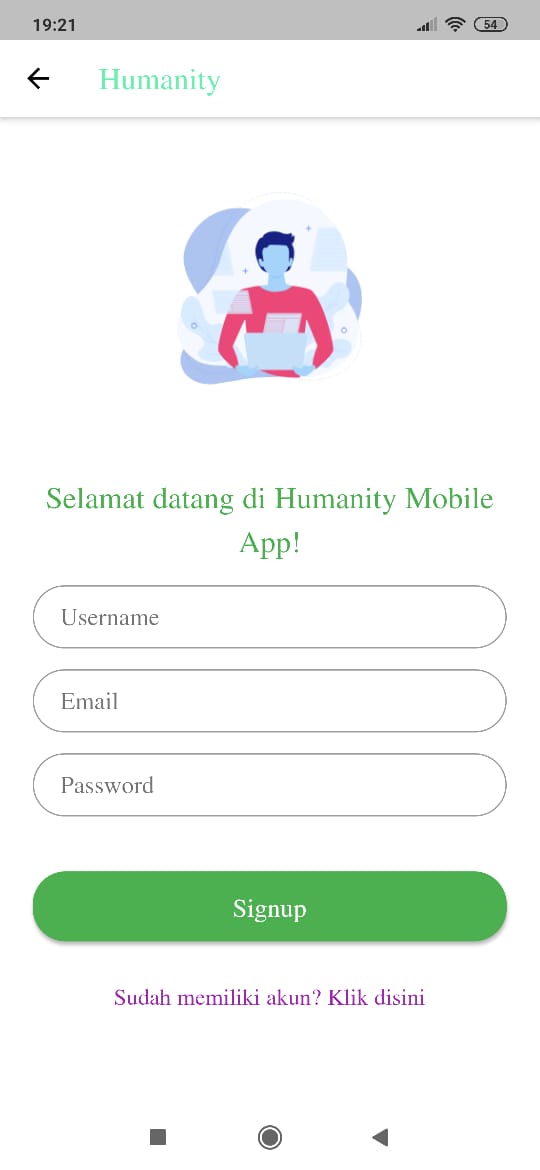 19:21
54
Humanity
Selamat datang di Humanity Mobile
App!
Username
Email
Password
Signup
Sudah memiliki akun? Klik disini